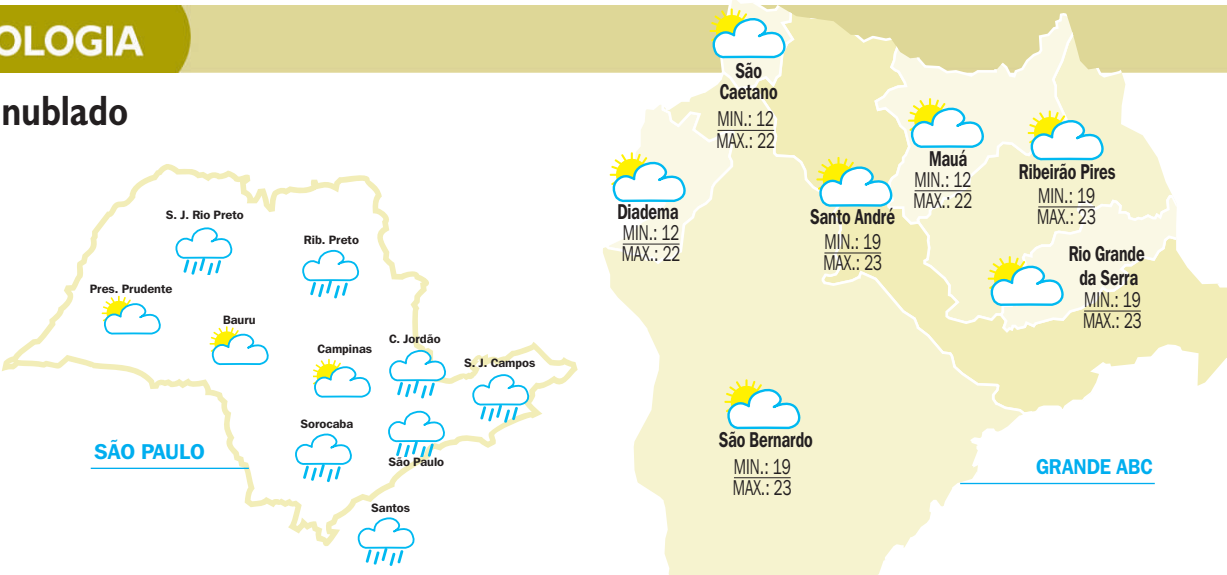 OLOGIA
nublado
S. J. Rio Preto
Rib. Preto
Pres. Prudente
Bauru
Campinas
C. Jordão
S. J. Campos
Sorocaba
São Paulo
Santos
SÃO PAULO
São
Caetano
MIN.: 12
MAX.: 22
Diadema
MIN.: 12
MAX.: 22
Santo André
MIN.: 19
MAX.: 23
Mauá
MIN.: 12
MAX.: 22
Ribeirão Pires
MIN.: 19
MAX.: 23
Rio Grande
da Serra
MIN.: 19
MAX.: 23
São Bernardo
MIN.: 19
MAX.: 23
GRANDE ABC